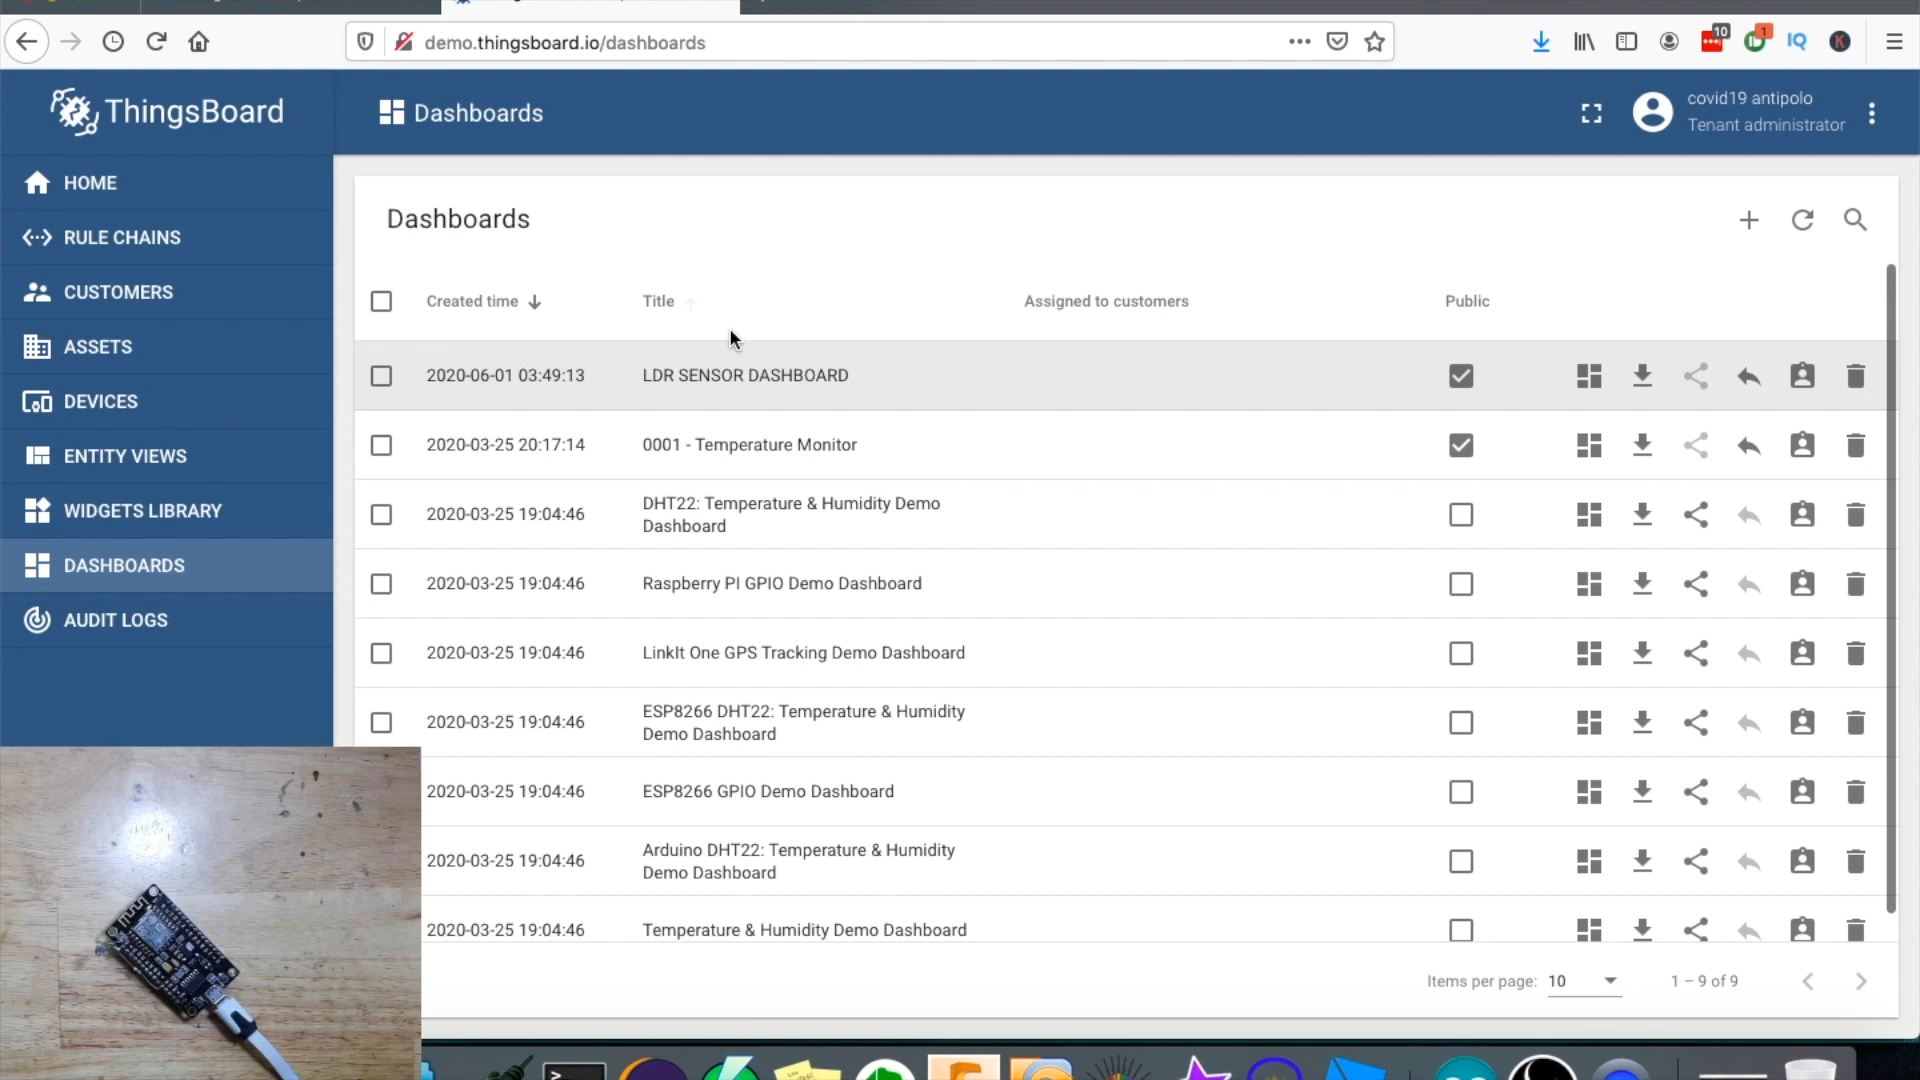 demo.thingsboard.io/dashboards
10
1
IQ
K
ThingsBoard
Dashboards
covid19 antipolo
Tenant administrator
HOME
RULE CHAINS
CUSTOMERS
ASSETS
DEVICES
ENTITY VIEWS
WIDGETS LIBRARY
DASHBOARDS
AUDIT LOGS
Dashboards
Created time
Title
Assigned to customers
Public
2020-06-01 03:49:13
LDR SENSOR DASHBOARD
2020-03-25 20:17:14
0001 - Temperature Monitor
2020-03-25 19:04:46
DHT22: Temperature & Humidity Demo
Dashboard
2020-03-25 19:04:46
Raspberry PI GPIO Demo Dashboard
2020-03-25 19:04:46
LinkIt One GPS Tracking Demo Dashboard
2020-03-25 19:04:46
ESP8266 DHT22: Temperature & Humidity
Demo Dashboard
2020-03-25 19:04:46
ESP8266 GPIO Demo Dashboard
2020-03-25 19:04:46
Arduino DHT22: Temperature & Humidity
Demo Dashboard
2020-03-25 19:04:46
Temperature & Humidity Demo Dashboard
Items per page: 10
1 – 9 of 9